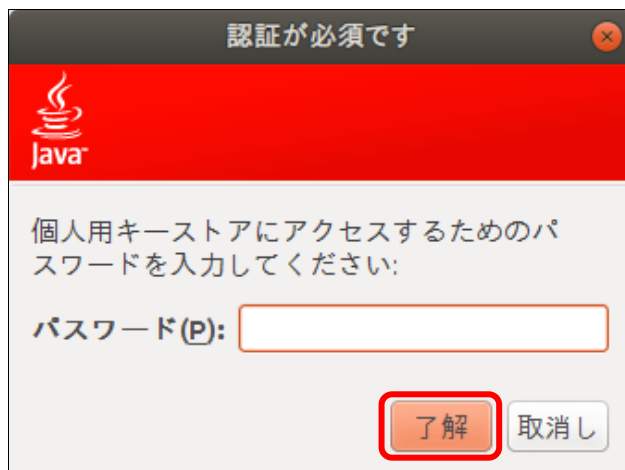 認証が必須です
Java
個人用キーストアにアクセスするためのパ
スワードを入力してください:
パスワード(P):
了解 取消し